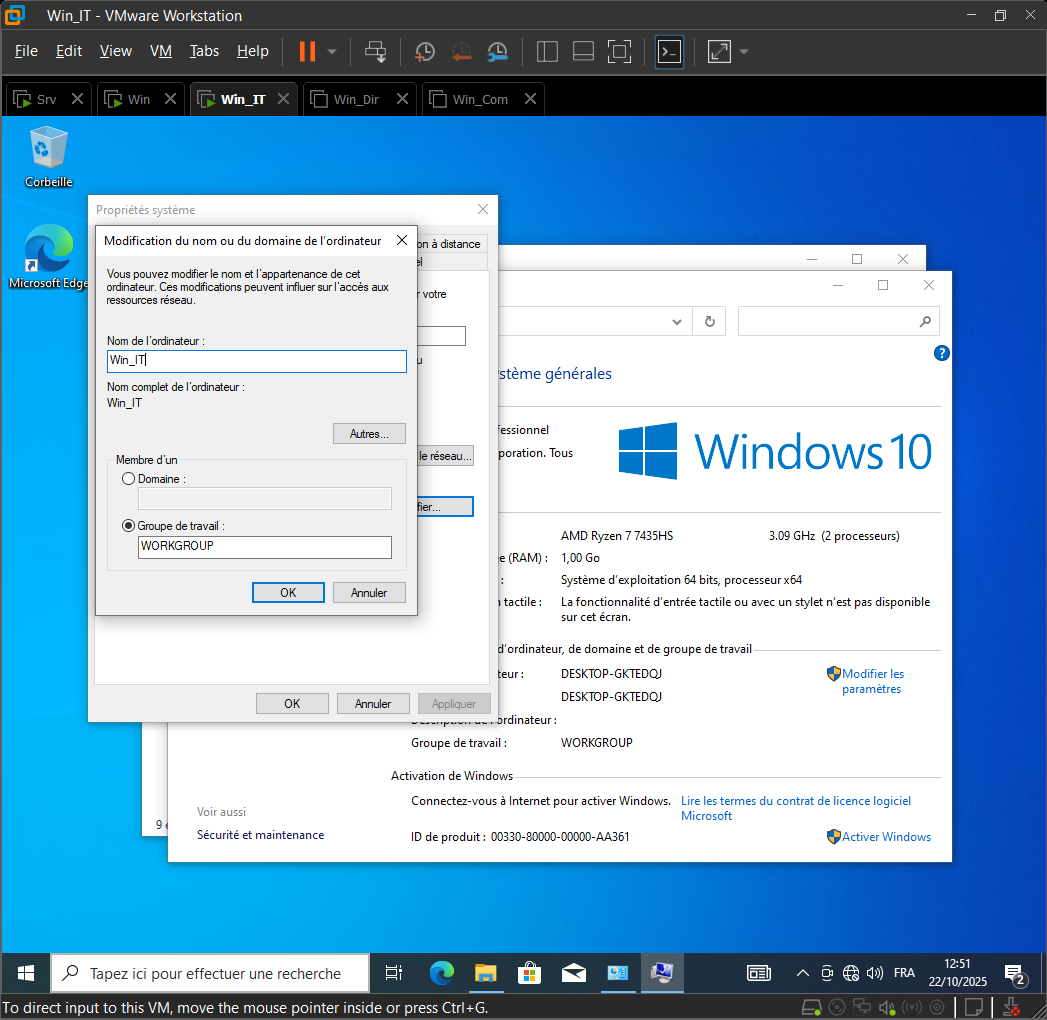 Win_IT - VMware Workstation
File Edit View VM Tabs Help
Srv Win Win_IT Win_Dir Win_Com
Corbeille
Microsoft Edge
Propriétés système
on à distance
el
r votre
u
le réseau...
fier...
OK Annuler Appliquer
Modification du nom ou du domaine de l'ordinateur
Vous pouvez modifier le nom et l'appartenance de cet
ordinateur. Ces modifications peuvent influer sur l'accès aux
ressources réseau.
Nom de l'ordinateur :
Win_IT
Nom complet de l'ordinateur :
Win_IT
Autres...
Membre d'un
Domaine :
Groupe de travail :
WORKGROUP
OK Annuler
stème générales
fessionnel
poration. Tous
Windows 10
AMD Ryzen 7 7435HS 3.09 GHz (2 processeurs)
e (RAM) : 1,00 Go
: Système d'exploitation 64 bits, processeur x64
n tactile : La fonctionnalité d'entrée tactile ou avec un stylet n'est pas disponible
sur cet écran.
d'ordinateur, de domaine et de groupe de travail
teur : DESKTOP-GKTEDQJ Modifier les
paramètres
DESKTOP-GKTEDQJ
Description de l'ordinateur :
Groupe de travail : WORKGROUP
Activation de Windows
Connectez-vous à Internet pour activer Windows. Lire les termes du contrat de licence logiciel
Microsoft
ID de produit : 00330-80000-00000-AA361 Activer Windows
Voir aussi
Sécurité et maintenance
9
Tapez ici pour effectuer une recherche
FRA
12:51
22/10/2025
2
To direct input to this VM, move the mouse pointer inside or press Ctrl+G.